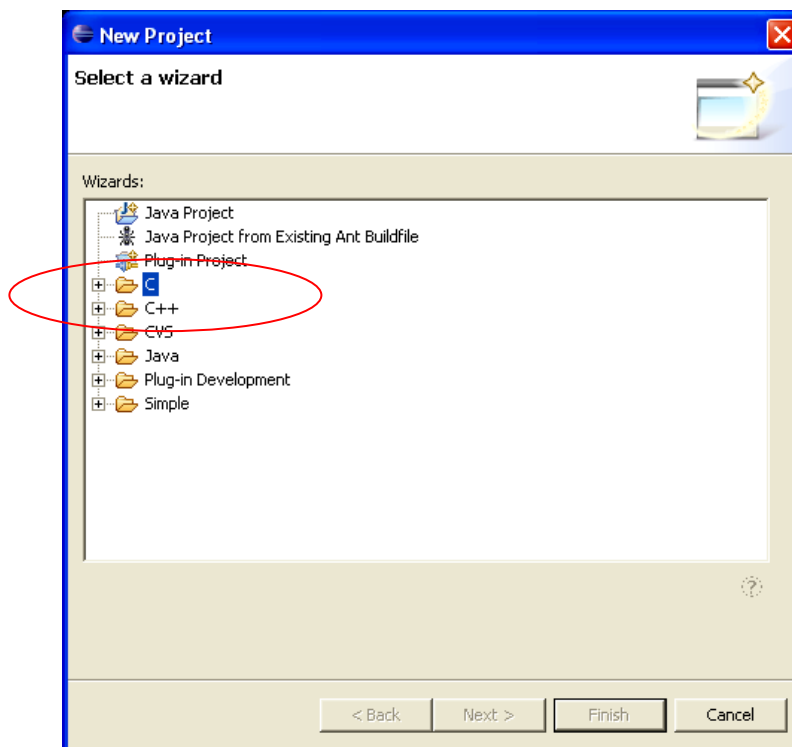 New Project
Select a wizard
Wizards:
Java Project
Java Project from Existing Ant Buildfile
Plug-in Project
C
C++
CVS
Java
Plug-in Development
Simple
?
< Back Next > Finish Cancel